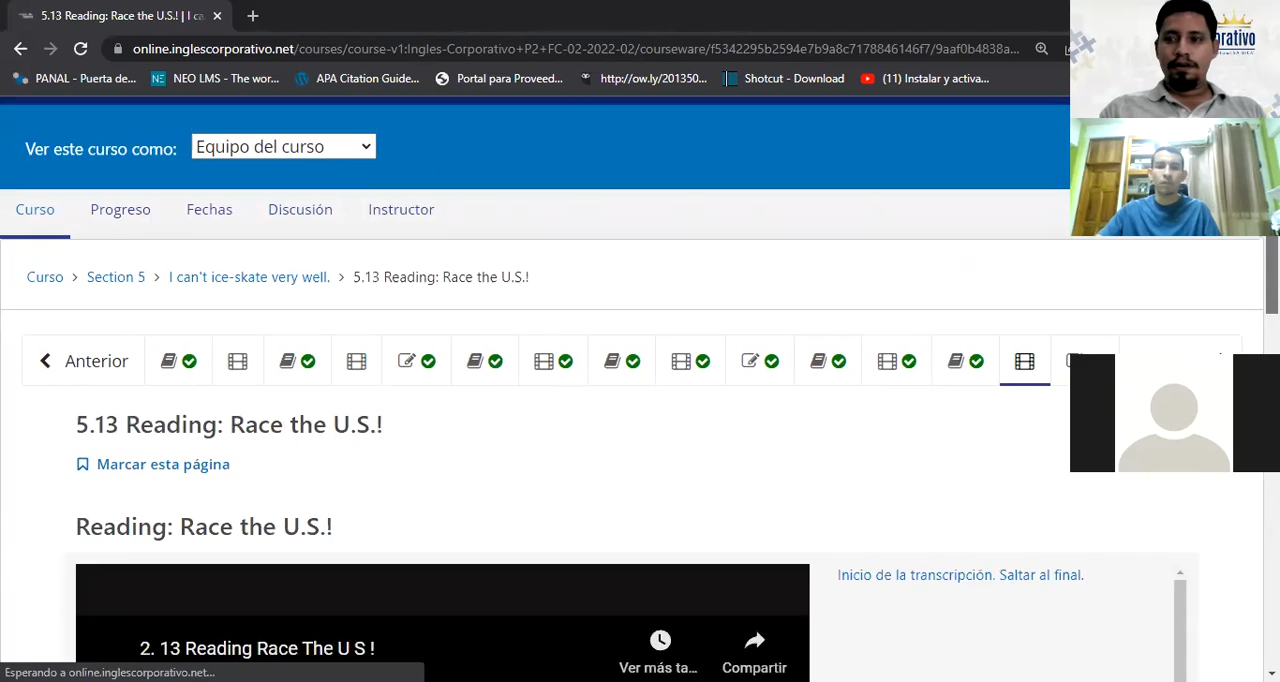 5.13 Reading: Race the U.S.! | I ca
online.inglescorporativo.net/courses/course-v1:Ingles-Corporativo+P2+FC-02-2022-02/courseware/f5342295b2594e7b9a8c7178846146f7/9aaf0b4838a...
PANAL - Puerta de... NEO LMS - The wor... APA Citation Guide... Portal para Proveed... http://ow.ly/201350... Shotcut - Download (11) Instalar y activa...
orativo
Ver este curso como: Equipo del curso
Curso Progreso Fechas Discusión Instructor
Curso > Section 5 > I can't ice-skate very well. > 5.13 Reading: Race the U.S.!
Anterior
5.13 Reading: Race the U.S.!
Marcar esta página
Reading: Race the U.S.!
Inicio de la transcripción. Saltar al final.
2. 13 Reading Race The U S !
Ver más ta... Compartir
Esperando a online.inglescorporativo.net...